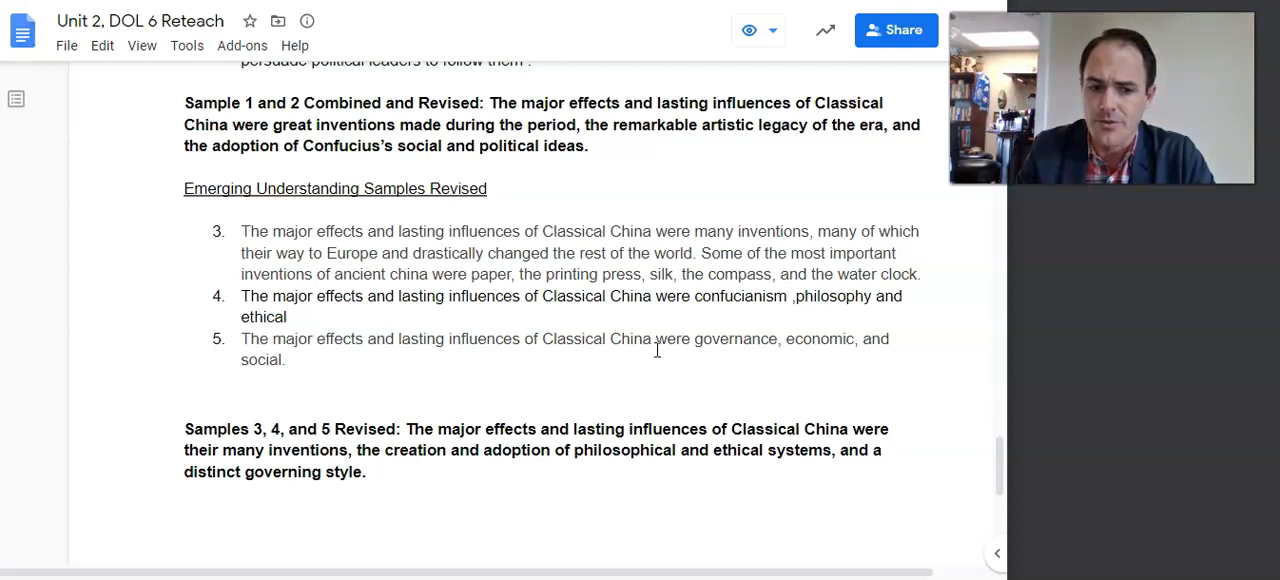 Unit 2, DOL 6 Reteach
File Edit View Tools Add-ons Help
Share
persuade political leaders to follow them .
Sample 1 and 2 Combined and Revised: The major effects and lasting influences of Classical
China were great inventions made during the period, the remarkable artistic legacy of the era, and
the adoption of Confucius's social and political ideas.
Emerging Understanding Samples Revised
3. The major effects and lasting influences of Classical China were many inventions, many of which
their way to Europe and drastically changed the rest of the world. Some of the most important
inventions of ancient china were paper, the printing press, silk, the compass, and the water clock.
4. The major effects and lasting influences of Classical China were confucianism ,philosophy and
ethical
5. The major effects and lasting influences of Classical China were governance, economic, and
social.
Samples 3, 4, and 5 Revised: The major effects and lasting influences of Classical China were
their many inventions, the creation and adoption of philosophical and ethical systems, and a
distinct governing style.